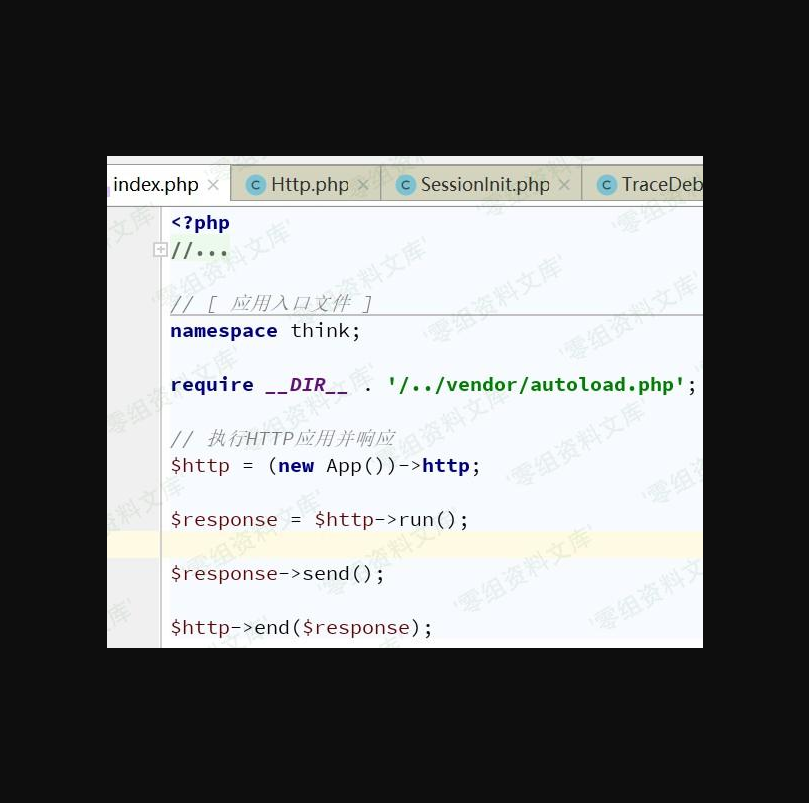 index.php × C Http.php × C SessionInit.php × C TraceDeb
<?php
//...
// [ 应用入口文件 ]
namespace think;
require __DIR__ . '/../vendor/autoload.php';
// 执行HTTP应用并响应
$http = (new App())->http;
$response = $http->run();
$response->send();
$http->end($response);
'零组资料文库'